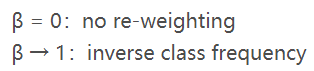 β = 0: no re-weighting
β → 1: inverse class frequency